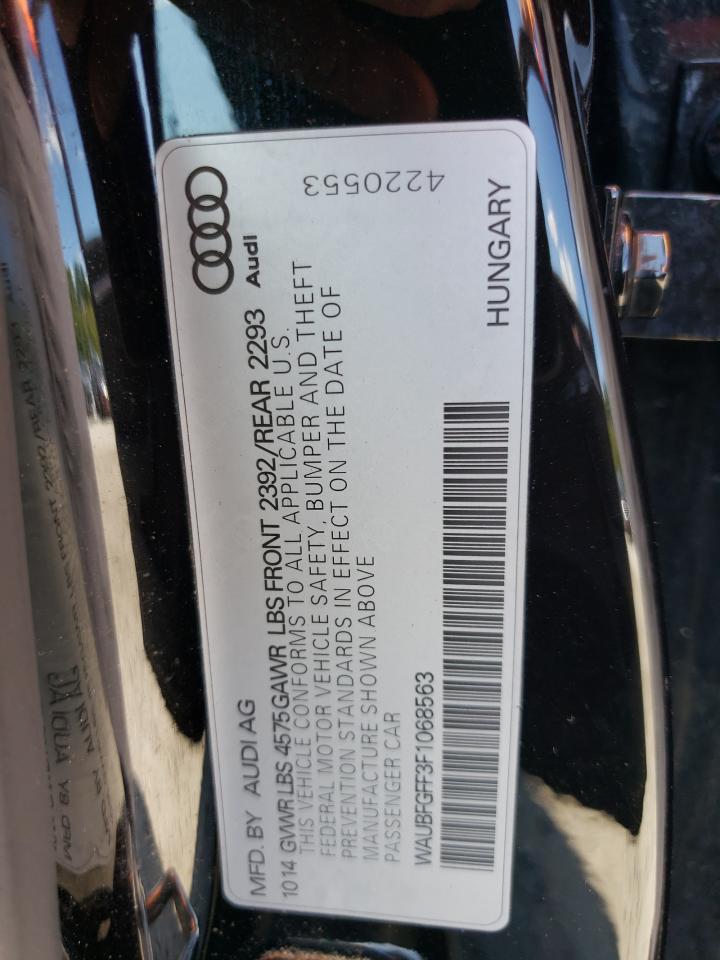 MFD. BY AUDI AG
Audi
1014 GVWR LBS 4575 GAWR LBS FRONT 2392/REAR 2293
THIS VEHICLE CONFORMS TO ALL APPLICABLE U.S.
FEDERAL MOTOR VEHICLE SAFETY, BUMPER AND THEFT
PREVENTION STANDARDS IN EFFECT ON THE DATE OF
MANUFACTURE SHOWN ABOVE
PASSENGER CAR
4220553
WAUBFGFF3F1068563
HUNGARY